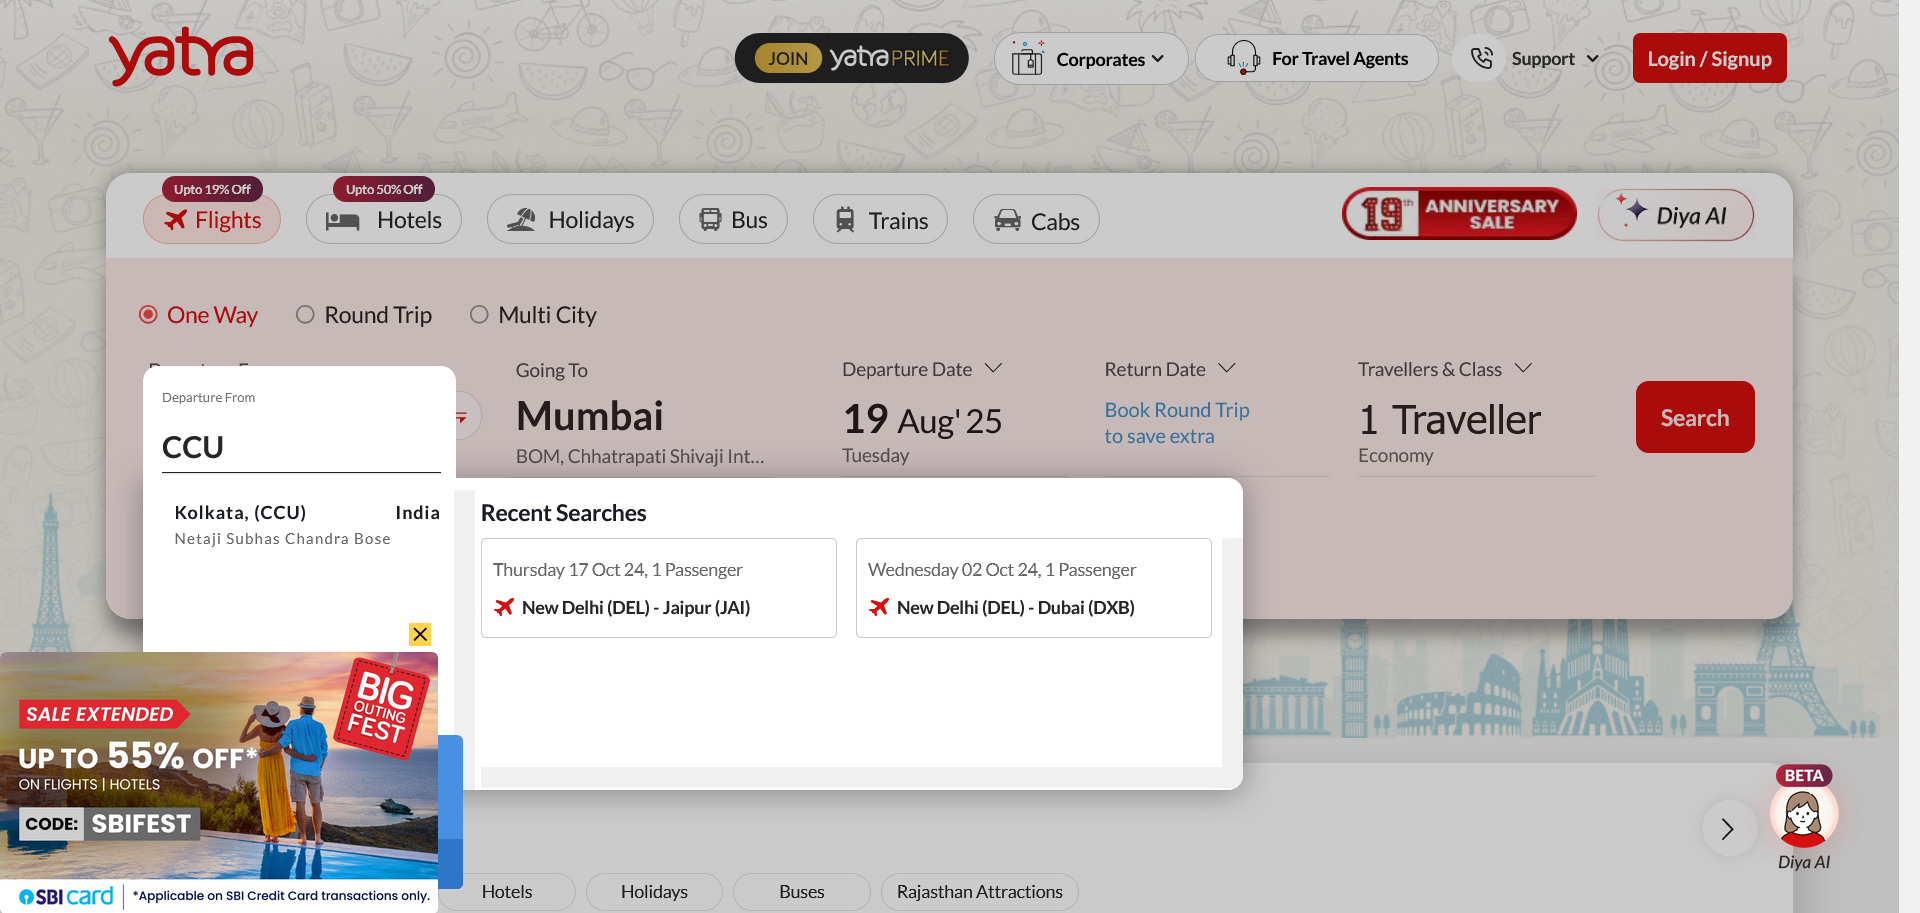 yatra
JOIN yatra PRIME
Corporates
For Travel Agents
Support
Login / Signup
Upto 19% Off
Upto 50% Off
Flights
Hotels
Holidays
Bus
Trains
Cabs
19th ANNIVERSARY SALE
Diya AI
One Way
Round Trip
Multi City
Departure From
CCU
Kolkata, (CCU) India
Netaji Subhas Chandra Bose
Going To
Mumbai
BOM, Chhatrapati Shivaji Int...
Departure Date
19 Aug' 25
Tuesday
Return Date
Book Round Trip
to save extra
Travellers & Class
1 Traveller
Economy
Search
Recent Searches
Thursday 17 Oct 24, 1 Passenger
New Delhi (DEL) - Jaipur (JAI)
Wednesday 02 Oct 24, 1 Passenger
New Delhi (DEL) - Dubai (DXB)
BIG
OUTING
FEST
SALE EXTENDED
UP TO 55% OFF*
ON FLIGHTS | HOTELS
CODE: SBIFEST
SBI card
*Applicable on SBI Credit Card transactions only.
BETA
Diya AI
Hotels
Holidays
Buses
Rajasthan Attractions